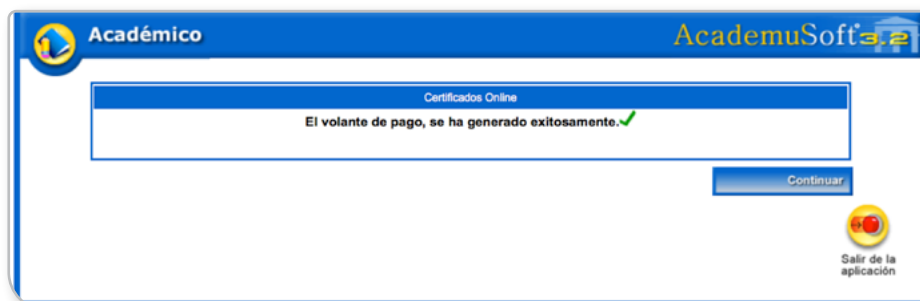 Académico
AcademuSoft 3.2
Certificados Online
El volante de pago, se ha generado exitosamente.
Continuar
Salir de la
aplicación